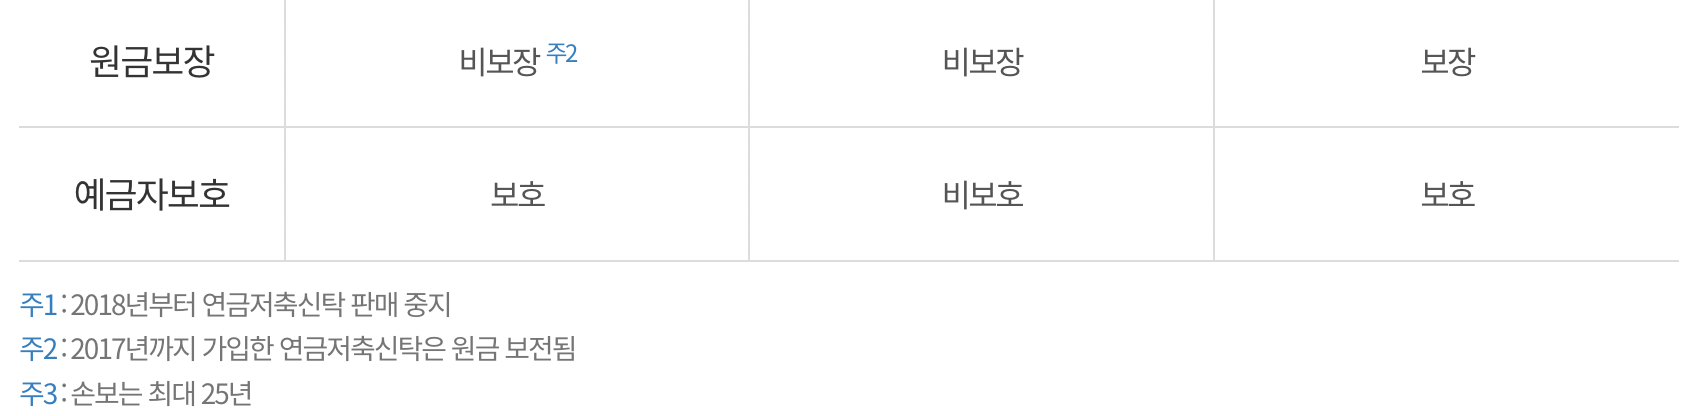 원금보장 비보장 주2 비보장 보장
예금자보호 보호 비보호 보호
주1 : 2018년부터 연금저축신탁 판매 중지
주2 : 2017년까지 가입한 연금저축신탁은 원금 보전됨
주3 : 손보는 최대 25년